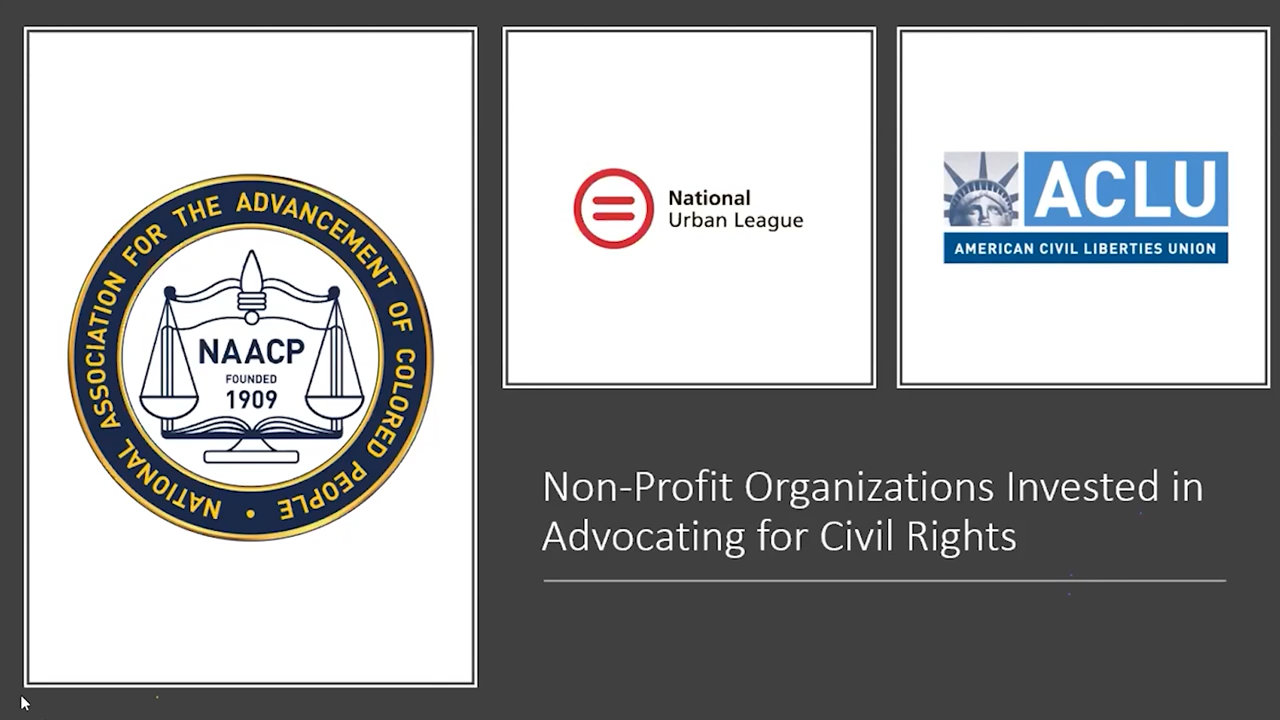 NATIONAL ASSOCIATION FOR THE ADVANCEMENT OF COLORED PEOPLE •
NAACP
FOUNDED
1909
National
Urban League
ACLU
AMERICAN CIVIL LIBERTIES UNION
Non-Profit Organizations Invested in
Advocating for Civil Rights